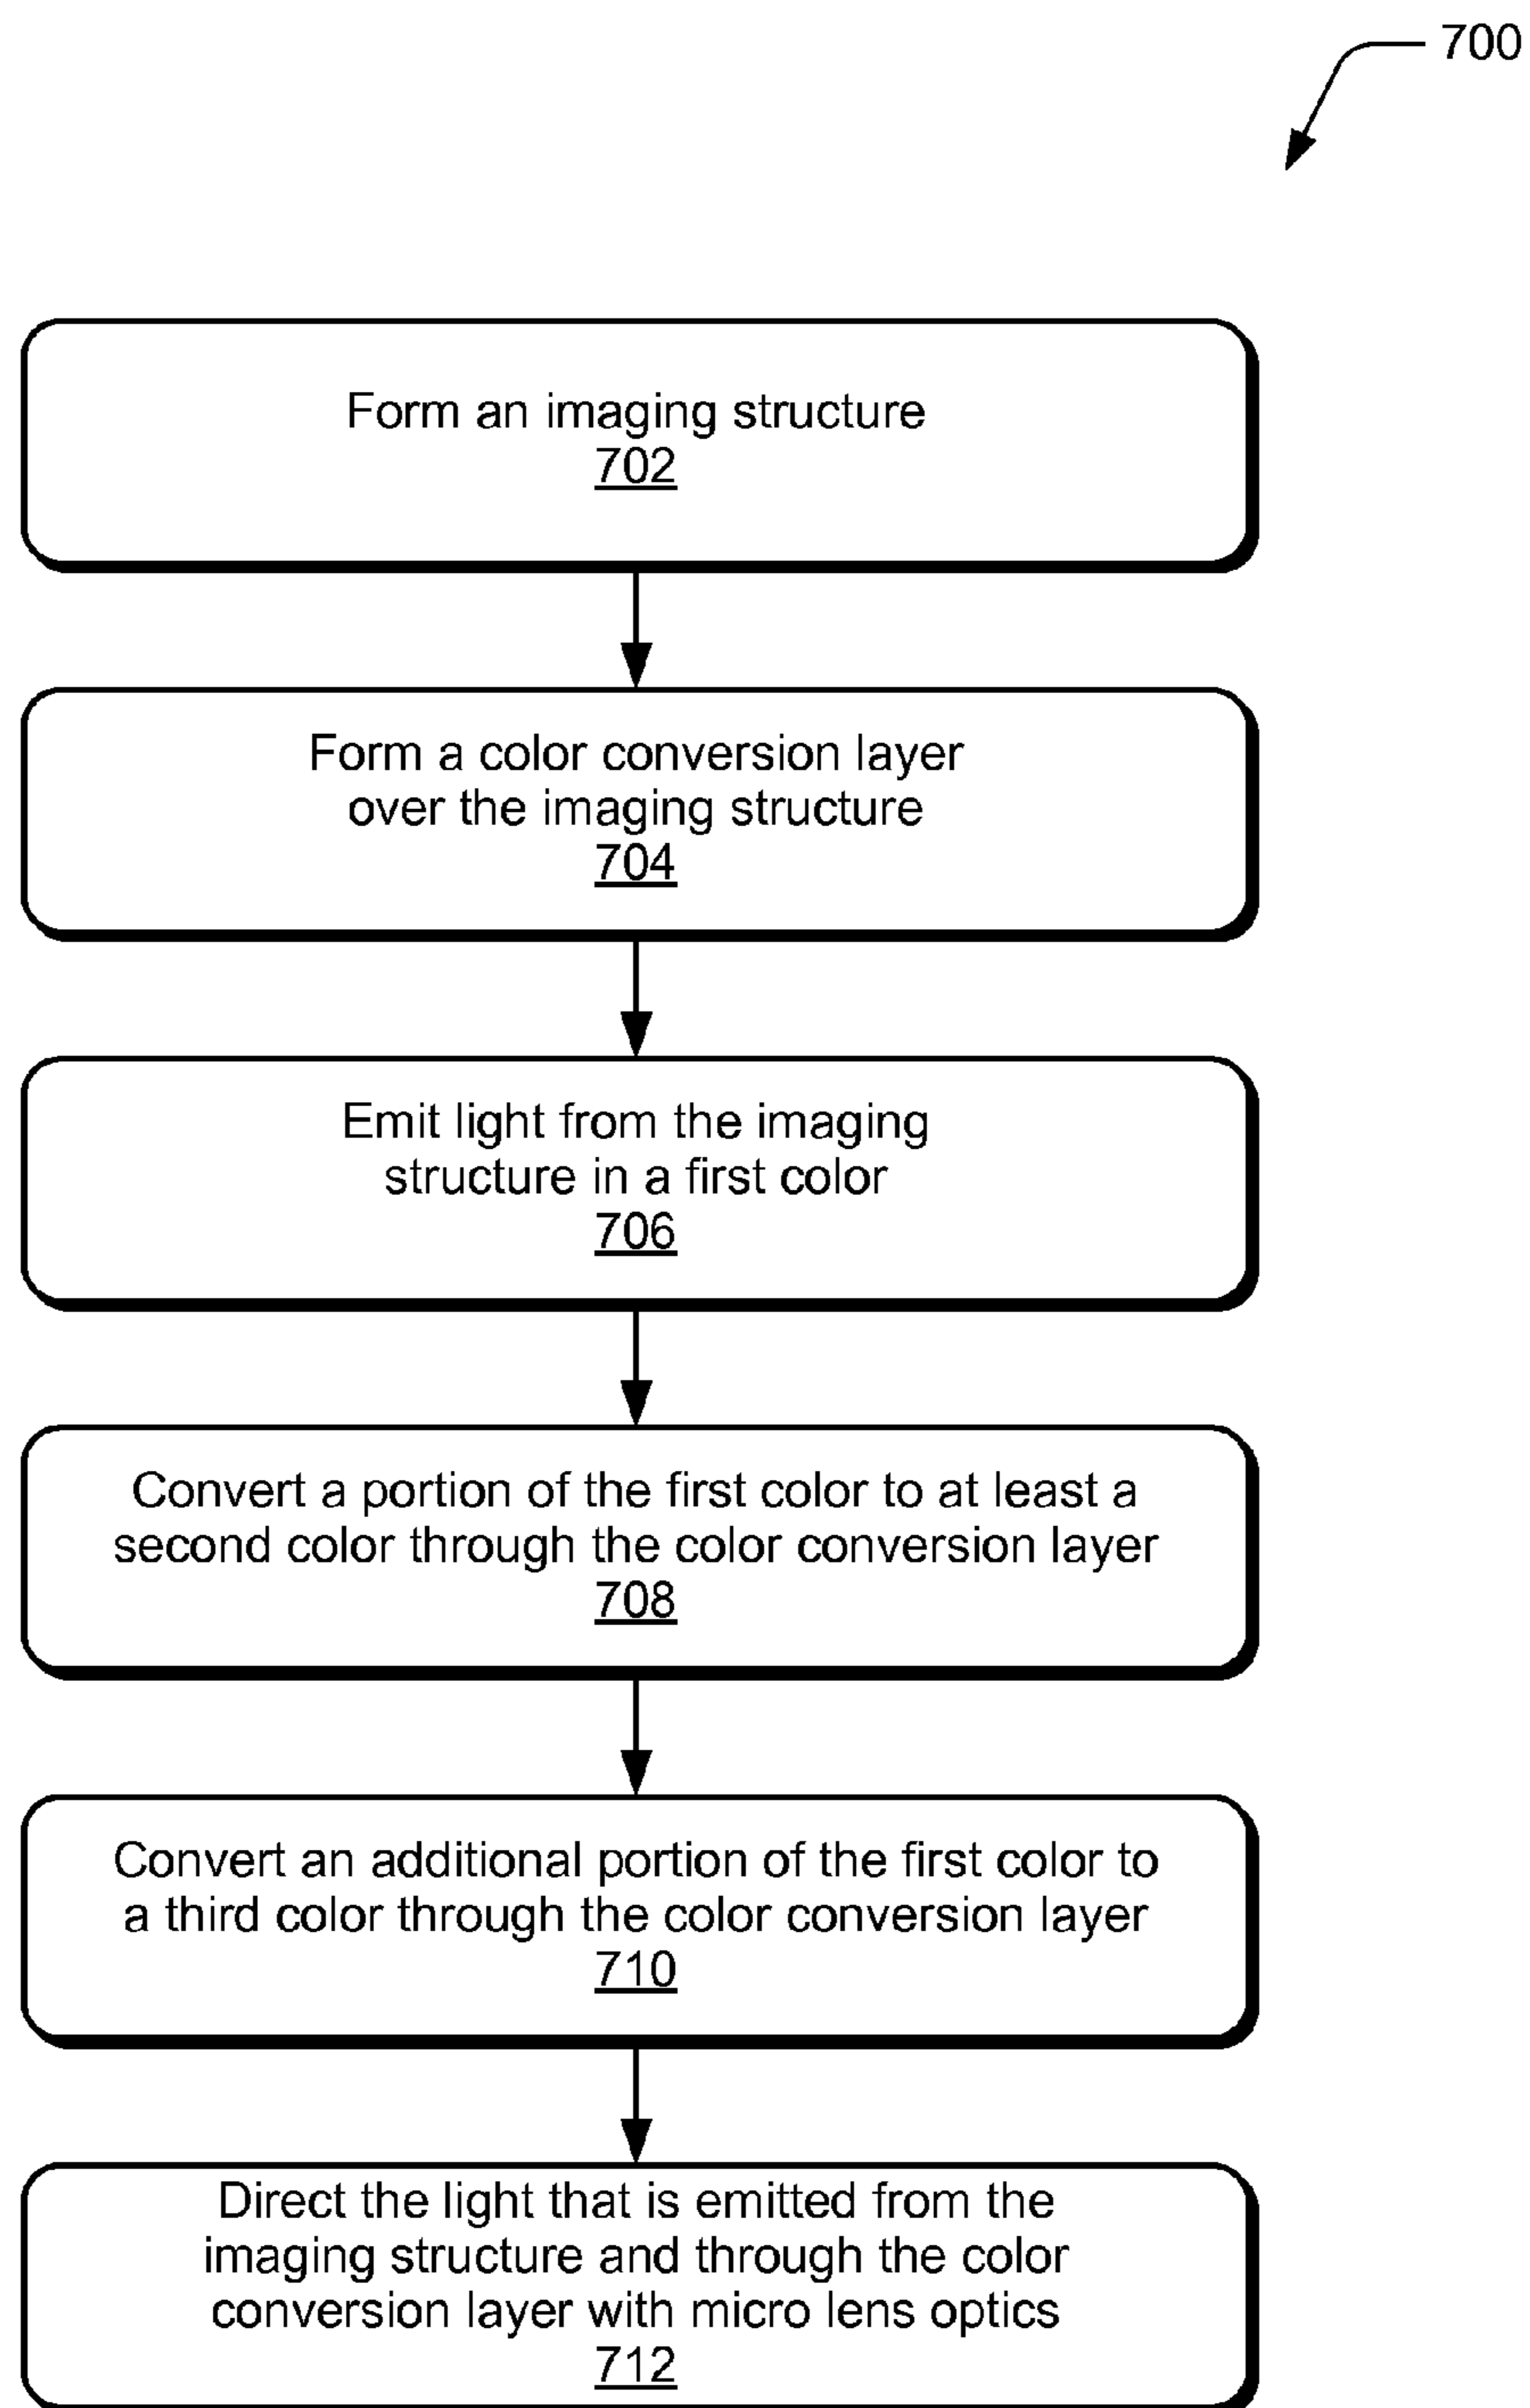 700
Form an imaging structure
702
Form a color conversion layer
over the imaging structure
704
Emit light from the imaging
structure in a first color
706
Convert a portion of the first color to at least a
second color through the color conversion layer
708
Convert an additional portion of the first color to
a third color through the color conversion layer
710
Direct the light that is emitted from the
imaging structure and through the color
conversion layer with micro lens optics
712